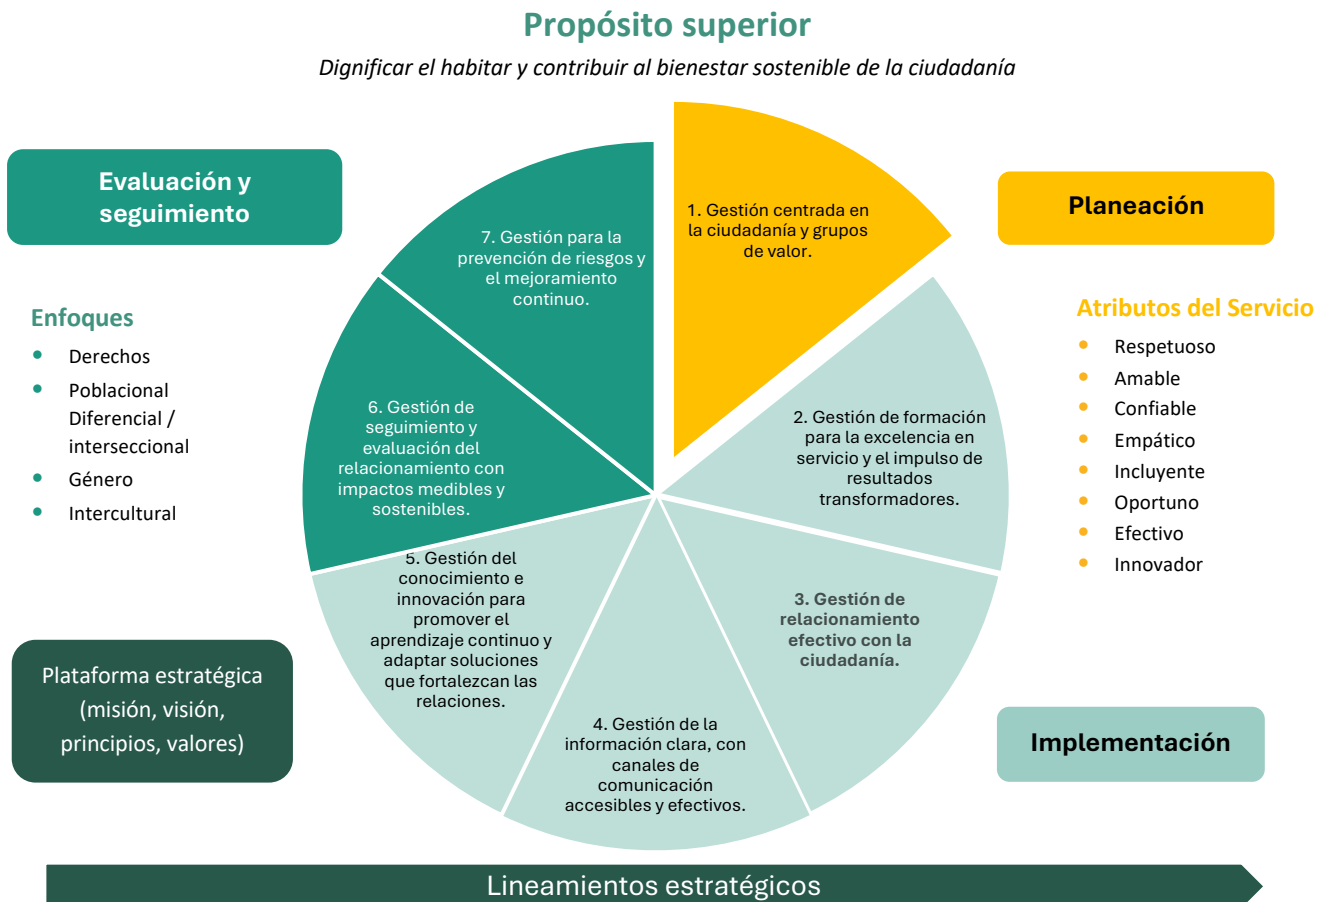 Propósito superior
Dignificar el habitar y contribuir al bienestar sostenible de la ciudadanía
Evaluación y
seguimiento
Planeación
1. Gestión centrada en
la ciudadanía y grupos
de valor.
7. Gestión para la
prevención de riesgos y
el mejoramiento
continuo.
Enfoques
Derechos
Poblacional
Diferencial /
interseccional
Género
Intercultural
Atributos del Servicio
Respetuoso
Amable
Confiable
Empático
Incluyente
Oportuno
Efectivo
Innovador
6. Gestión de
seguimiento y
evaluación del
relacionamiento con
impactos medibles y
sostenibles.
2. Gestión de formación
para la excelencia en
servicio y el impulso de
resultados
transformadores.
5. Gestión del
conocimiento e
innovación para
promover el
aprendizaje continuo y
adaptar soluciones
que fortalezcan las
relaciones.
3. Gestión de
relacionamiento
efectivo con la
ciudadanía.
Plataforma estratégica
(misión, visión,
principios, valores)
4. Gestión de la
información clara, con
canales de
comunicación
accesibles y efectivos.
Implementación
Lineamientos estratégicos